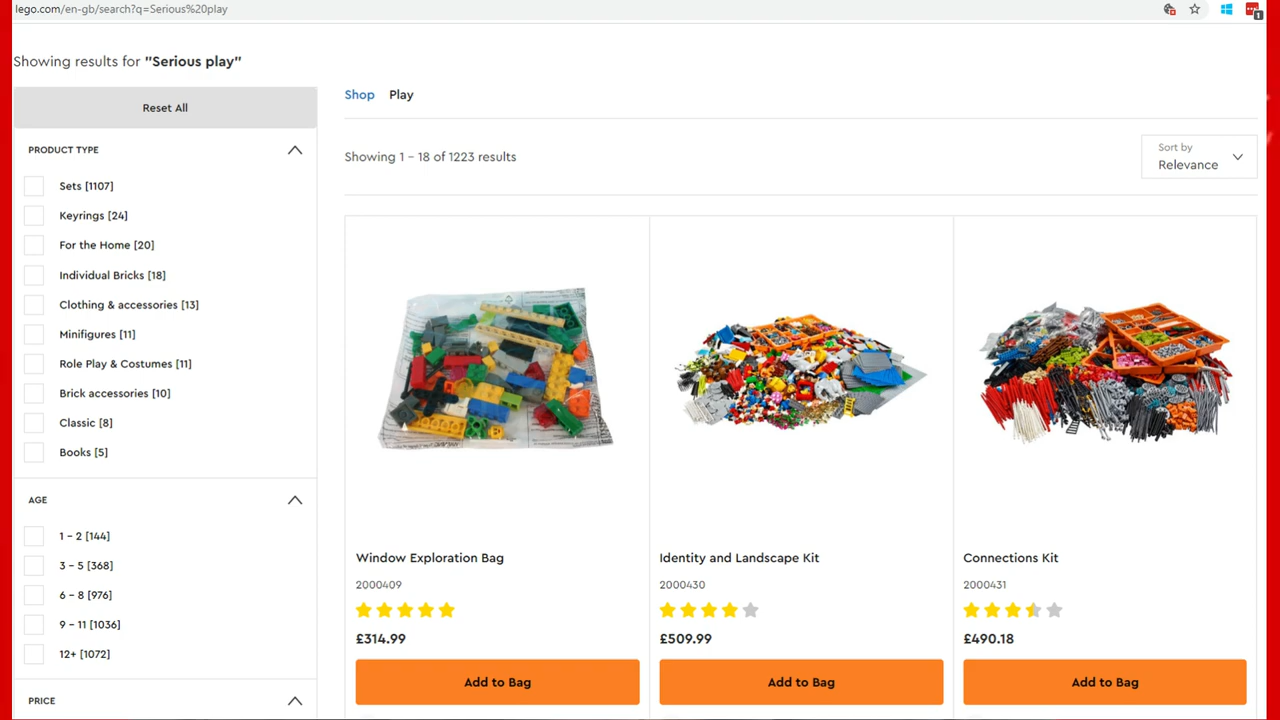 lego.com/en-gb/search?q=Serious%20play
1
Showing results for "Serious play"
Reset All
PRODUCT TYPE
Sets [1107]
Keyrings [24]
For the Home [20]
Individual Bricks [18]
Clothing & accessories [13]
Minifigures [11]
Role Play & Costumes [11]
Brick accessories [10]
Classic [8]
Books [5]
AGE
1 – 2 [144]
3 – 5 [368]
6 – 8 [976]
9 – 11 [1036]
12+ [1072]
PRICE
Shop Play
Showing 1 – 18 of 1223 results
Sort by
Relevance
Window Exploration Bag
2000409
£314.99
Add to Bag
Identity and Landscape Kit
2000430
£509.99
Add to Bag
Connections Kit
2000431
£490.18
Add to Bag